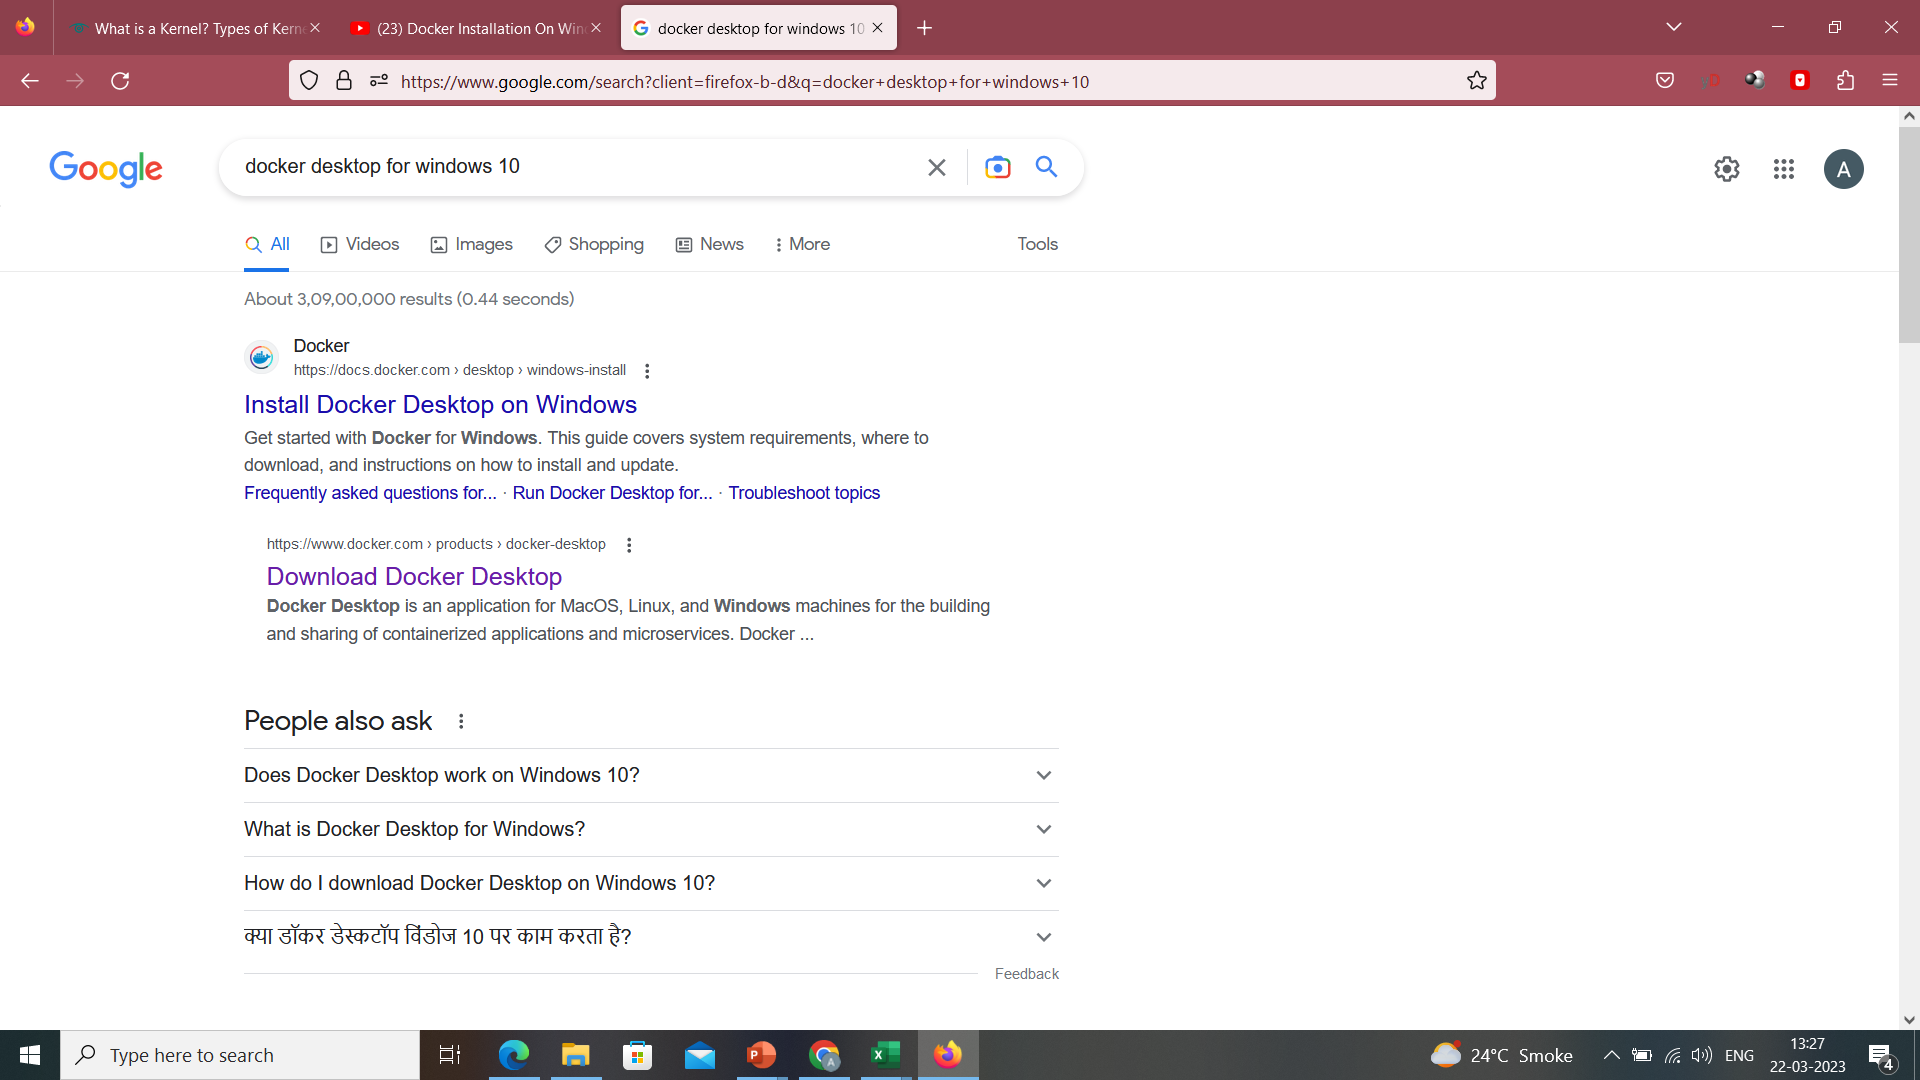 What is a Kernel? Types of Kerne
(23) Docker Installation On Win
docker desktop for windows 10
https://www.google.com/search?client=firefox-b-d&q=docker+desktop+for+windows+10
Google
docker desktop for windows 10
A
All
Videos
Images
Shopping
News
More
Tools
About 3,09,00,000 results (0.44 seconds)
Docker
https://docs.docker.com › desktop › windows-install
Install Docker Desktop on Windows
Get started with Docker for Windows. This guide covers system requirements, where to
download, and instructions on how to install and update.
Frequently asked questions for... · Run Docker Desktop for... · Troubleshoot topics
https://www.docker.com › products › docker-desktop
Download Docker Desktop
Docker Desktop is an application for MacOS, Linux, and Windows machines for the building
and sharing of containerized applications and microservices. Docker ...
People also ask
Does Docker Desktop work on Windows 10?
What is Docker Desktop for Windows?
How do I download Docker Desktop on Windows 10?
क्या डॉकर डेस्कटॉप विंडोज 10 पर काम करता है?
Feedback
Type here to search
24°C Smoke
ENG
13:27
22-03-2023
4